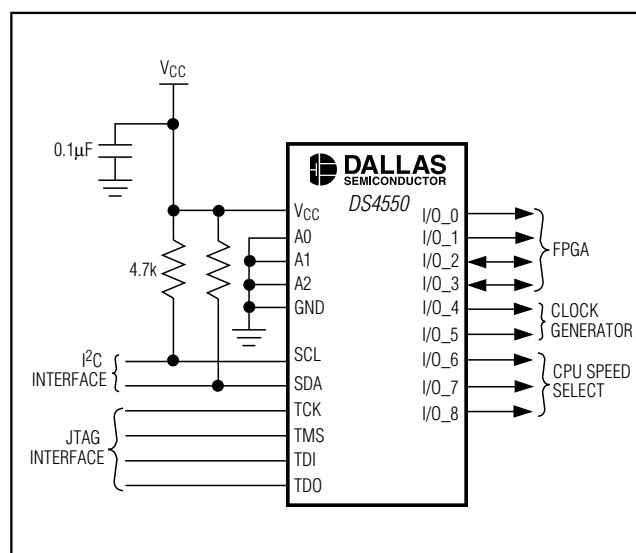 VCC
0.1μF
DALLAS
SEMICONDUCTOR
DS4550
VCC
A0
A1
A2
GND
SCL
SDA
TCK
TMS
TDI
TDO
I/O_0
I/O_1
I/O_2
I/O_3
I/O_4
I/O_5
I/O_6
I/O_7
I/O_8
4.7k
I2C
INTERFACE
JTAG
INTERFACE
FPGA
CLOCK
GENERATOR
CPU SPEED
SELECT